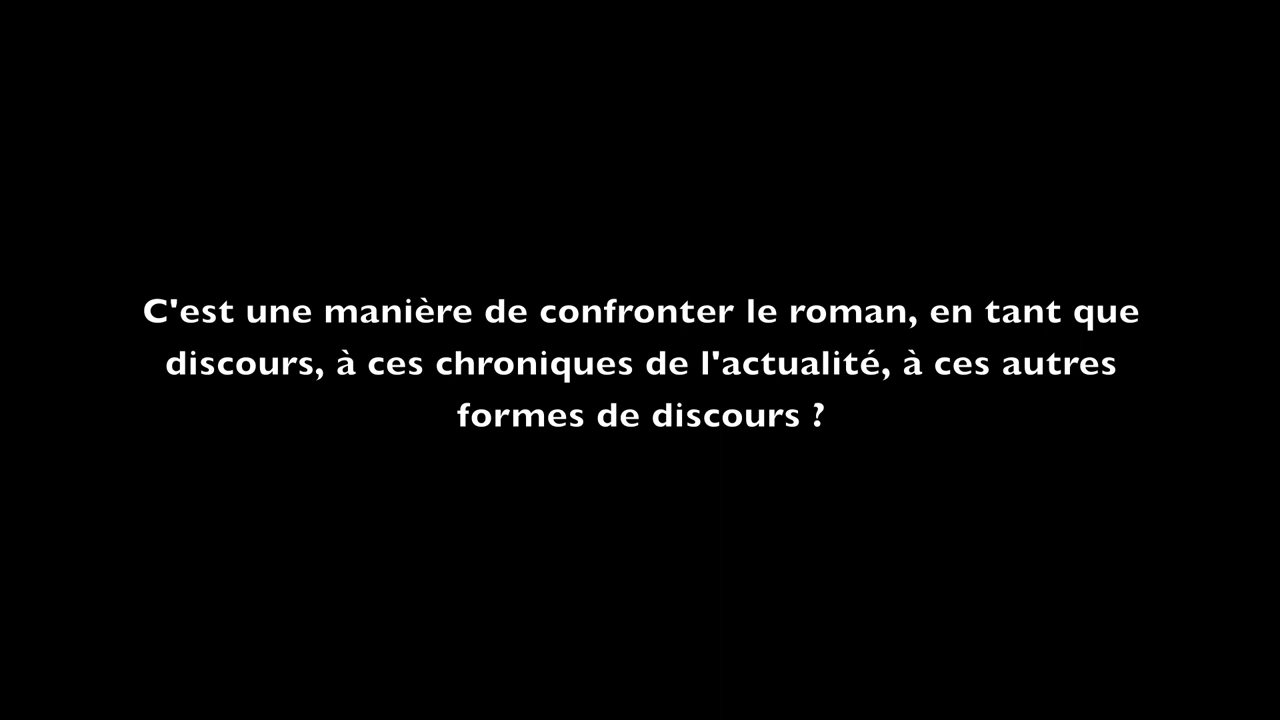 C'est une manière de confronter le roman, en tant que
discours, à ces chroniques de l'actualité, à ces autres
formes de discours ?